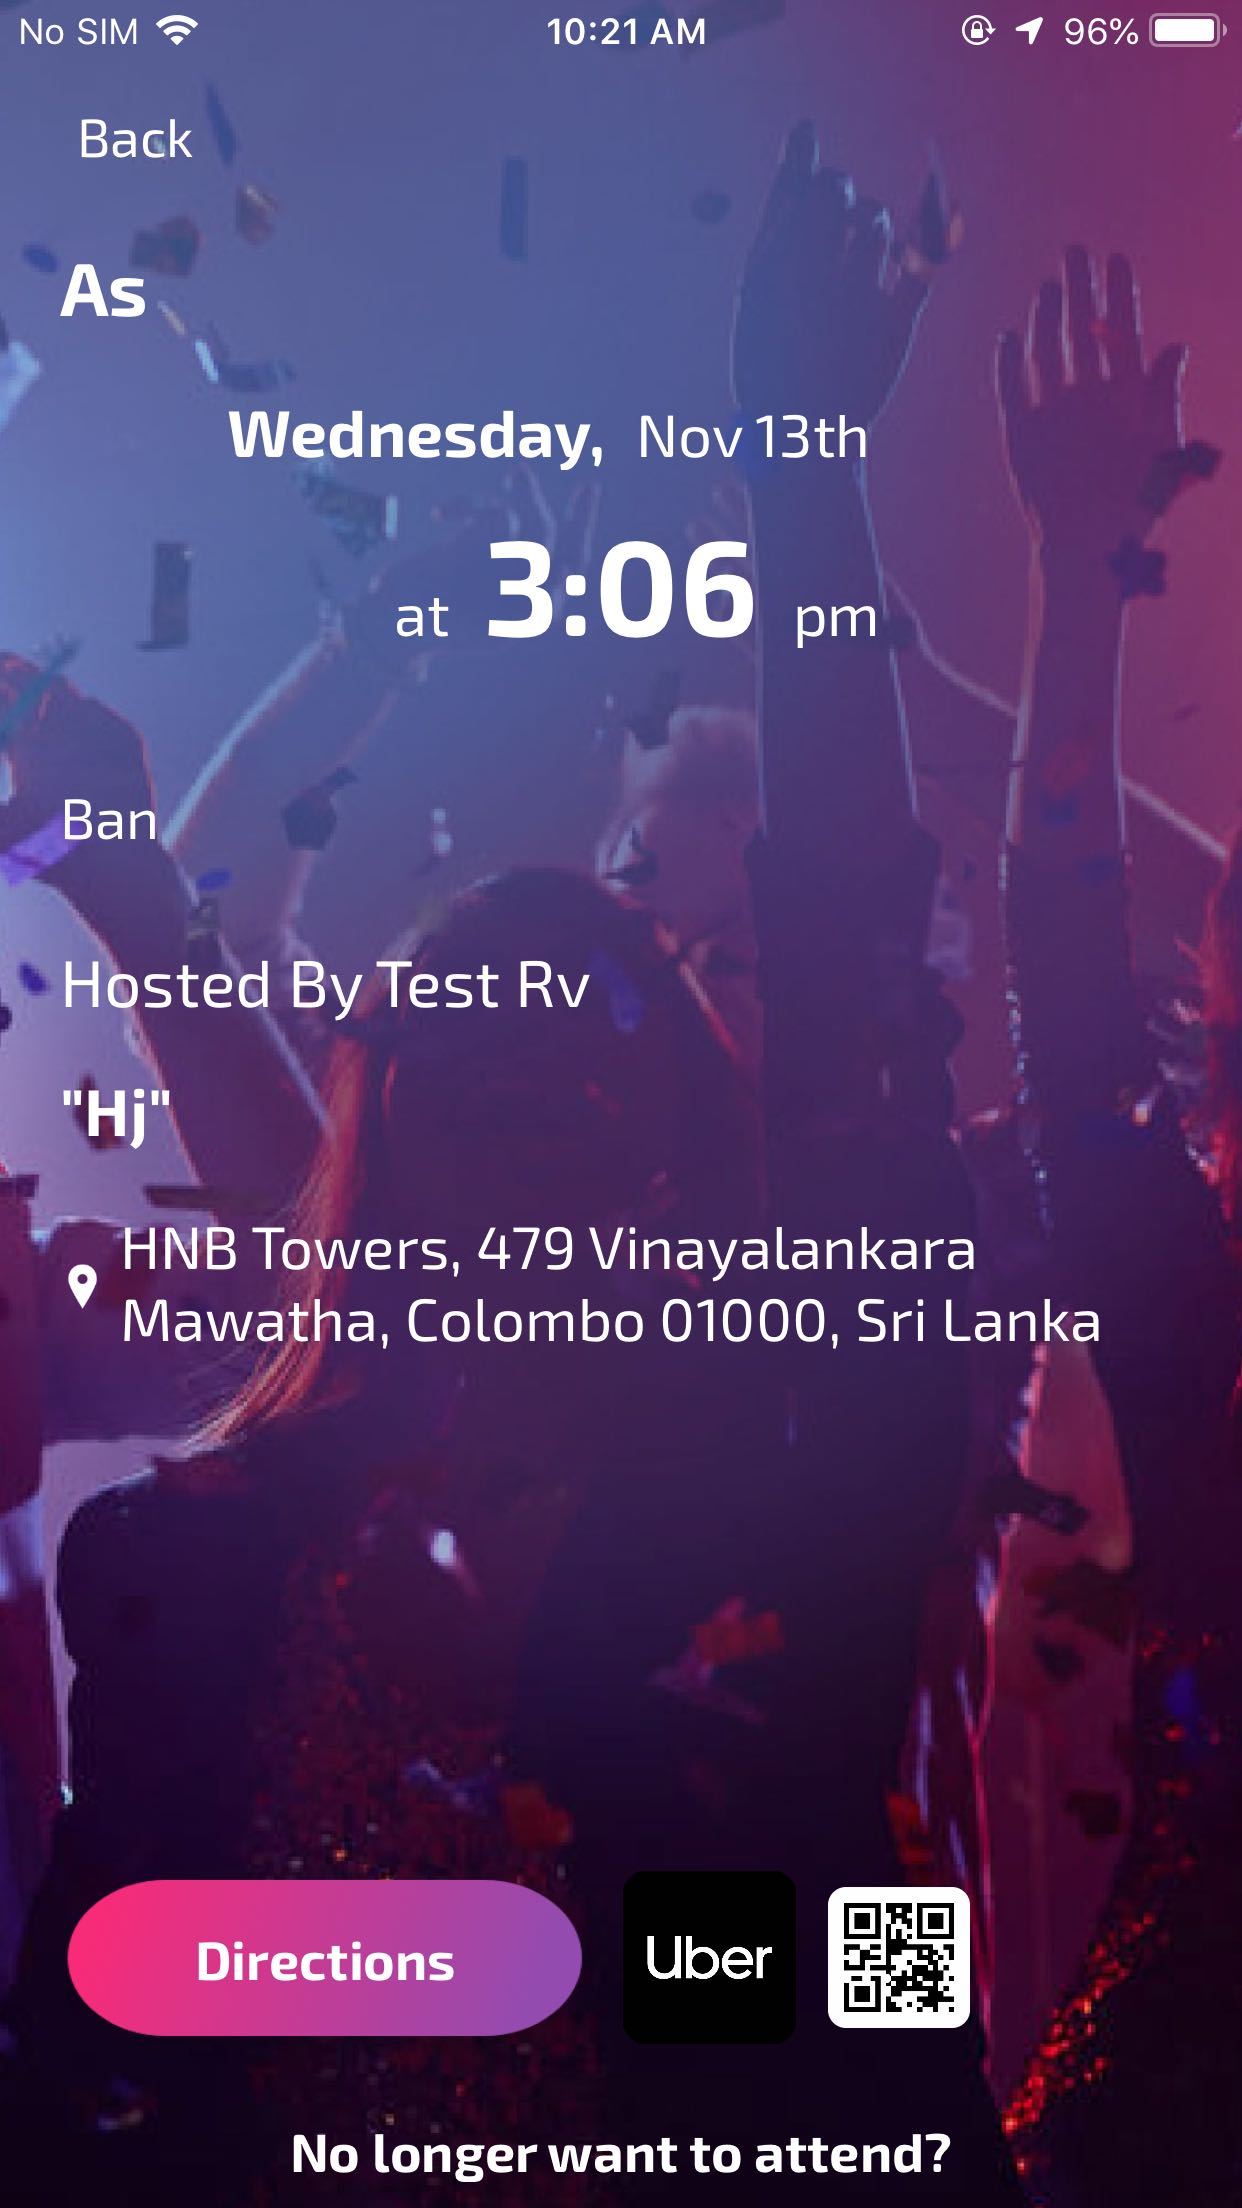 No SIM 10:21 AM 96%
Back
As
Wednesday, Nov 13th
at 3:06 pm
Ban
Hosted By Test Rv
"Hj"
HNB Towers, 479 Vinayalankara
Mawatha, Colombo 01000, Sri Lanka
Directions Uber
No longer want to attend?